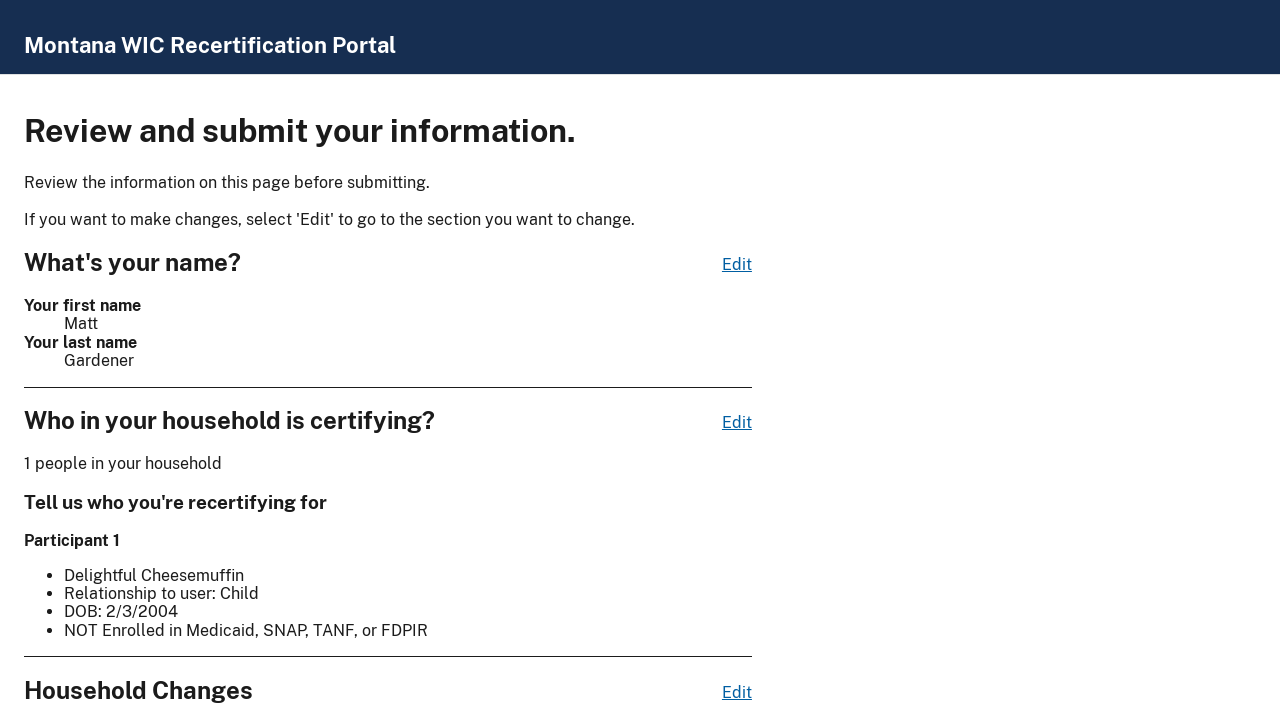 Montana WIC Recertification Portal
Review and submit your information.
Review the information on this page before submitting.
If you want to make changes, select 'Edit' to go to the section you want to change.
What's your name?
Edit
Your first name
Matt
Your last name
Gardener
Who in your household is certifying?
Edit
1 people in your household
Tell us who you're recertifying for
Participant 1
Delightful Cheesemuffin
Relationship to user: Child
DOB: 2/3/2004
NOT Enrolled in Medicaid, SNAP, TANF, or FDPIR
Household Changes
Edit